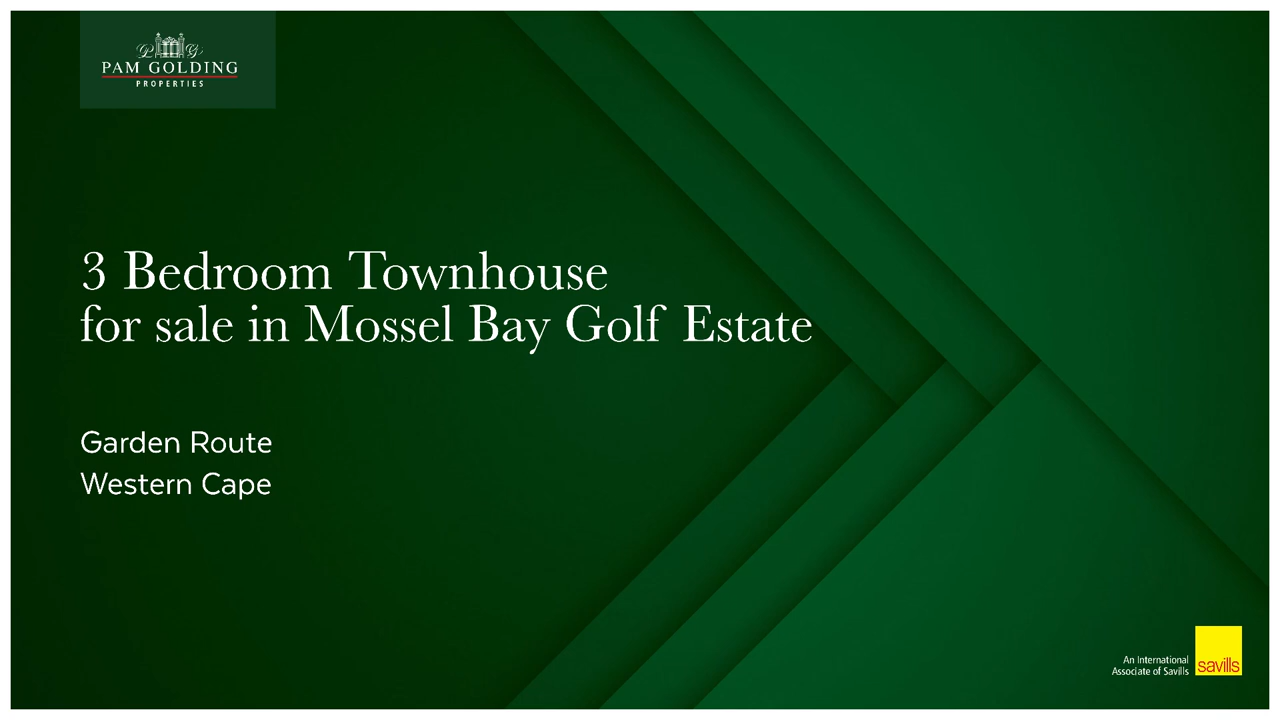 PAM GOLDING
PROPERTIES
3 Bedroom Townhouse
for sale in Mossel Bay Golf Estate
Garden Route
Western Cape
An International
Associate of Savills
savills